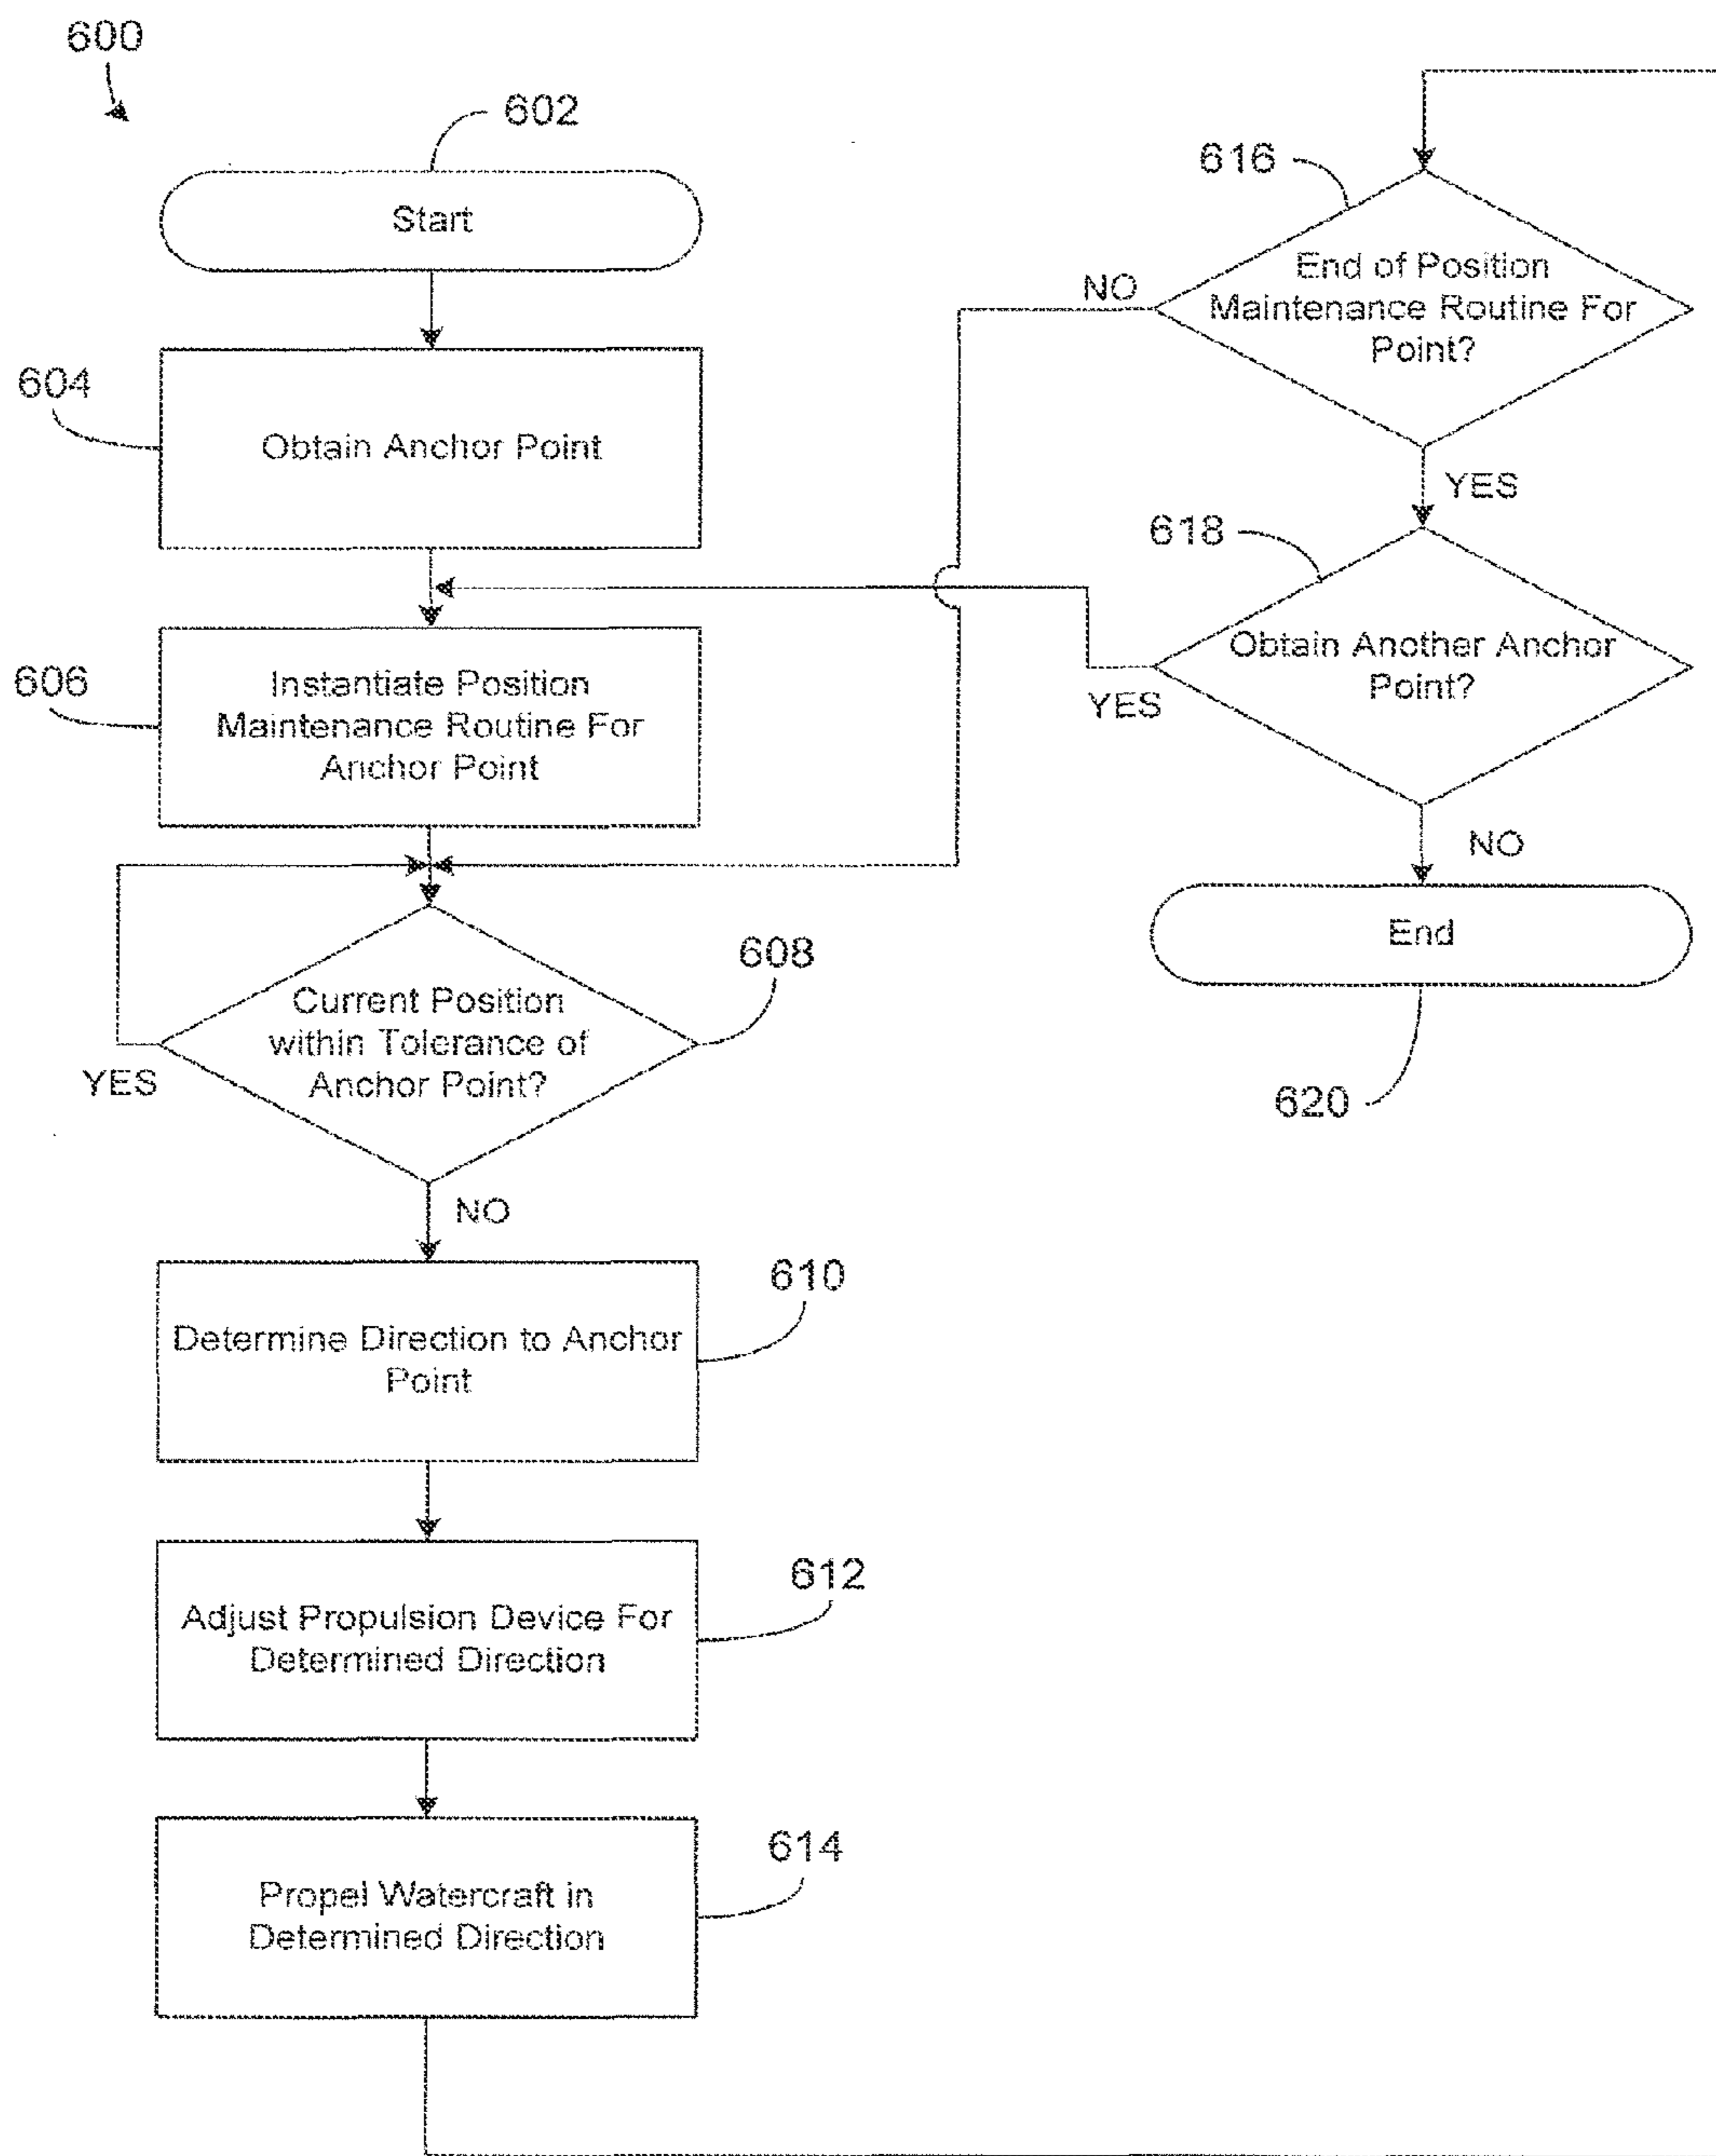 600
602
Start
604
Obtain Anchor Point
606
Instantiate Position
Maintenance Routine For
Anchor Point
608
Current Position
within Tolerance of
Anchor Point?
YES
NO
610
Determine Direction to Anchor
Point
612
Adjust Propulsion Device For
Determined Direction
614
Propel Watercraft in
Determined Direction
616
End of Position
Maintenance Routine For
Point?
NO
YES
618
Obtain Another Anchor
Point?
YES
NO
End
620